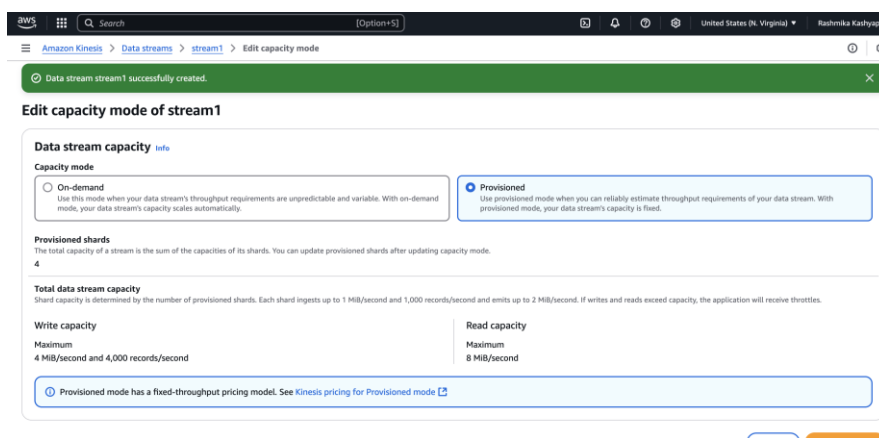 aws Search [Option+S] United States (N. Virginia) ▼ Rashmika Kashyap
Amazon Kinesis > Data streams > stream1 > Edit capacity mode
Data stream stream1 successfully created.
Edit capacity mode of stream1
Data stream capacity Info
Capacity mode
On-demand
Use this mode when your data stream's throughput requirements are unpredictable and variable. With on-demand
mode, your data stream's capacity scales automatically.
Provisioned
Use provisioned mode when you can reliably estimate throughput requirements of your data stream. With
provisioned mode, your data stream's capacity is fixed.
Provisioned shards
The total capacity of a stream is the sum of the capacities of its shards. You can update provisioned shards after updating capacity mode.
4
Total data stream capacity
Shard capacity is determined by the number of provisioned shards. Each shard ingests up to 1 MiB/second and 1,000 records/second and emits up to 2 MiB/second. If writes and reads exceed capacity, the application will receive throttles.
Write capacity
Maximum
4 MiB/second and 4,000 records/second
Read capacity
Maximum
8 MiB/second
Provisioned mode has a fixed-throughput pricing model. See Kinesis pricing for Provisioned mode